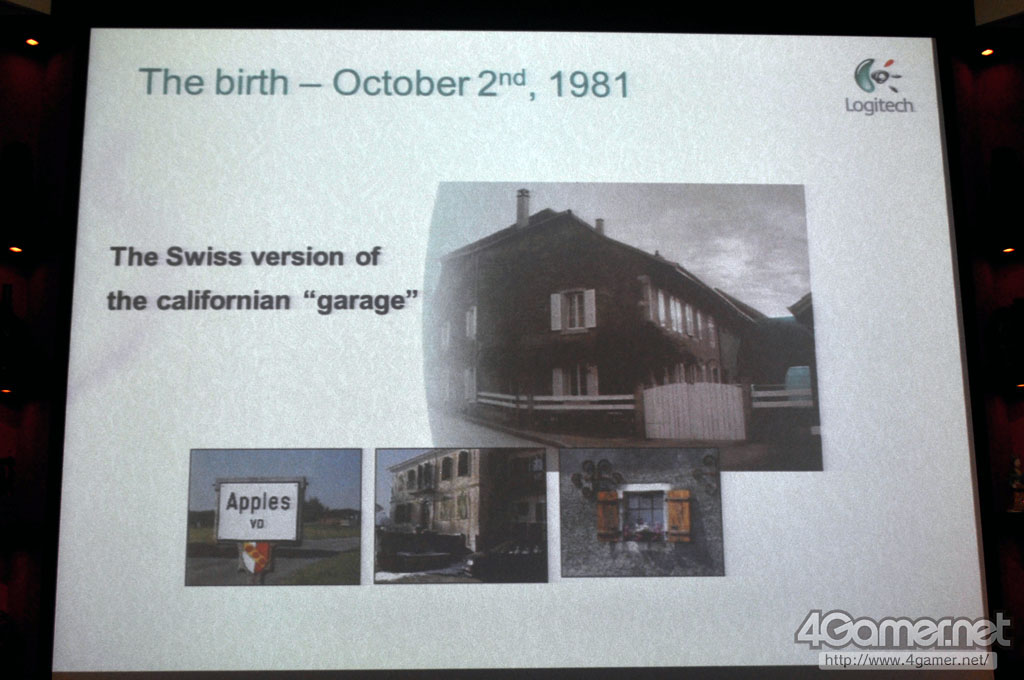 The birth – October 2nd, 1981
Logitech
The Swiss version of
the californian “garage”
Apples
VD
4Gamer.net
http://www.4gamer.net/